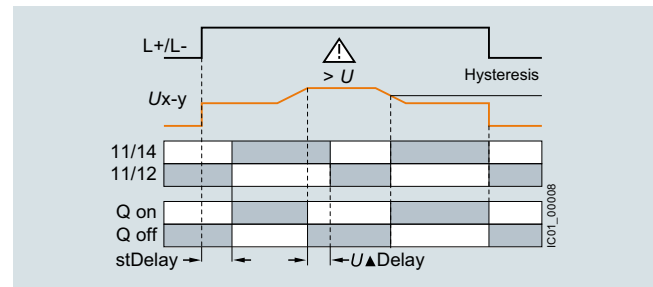 L+/L-
> U
Hysteresis
Ux-y
11/14
11/12
Q on
Q off
stDelay
U▲Delay
IC01_00008